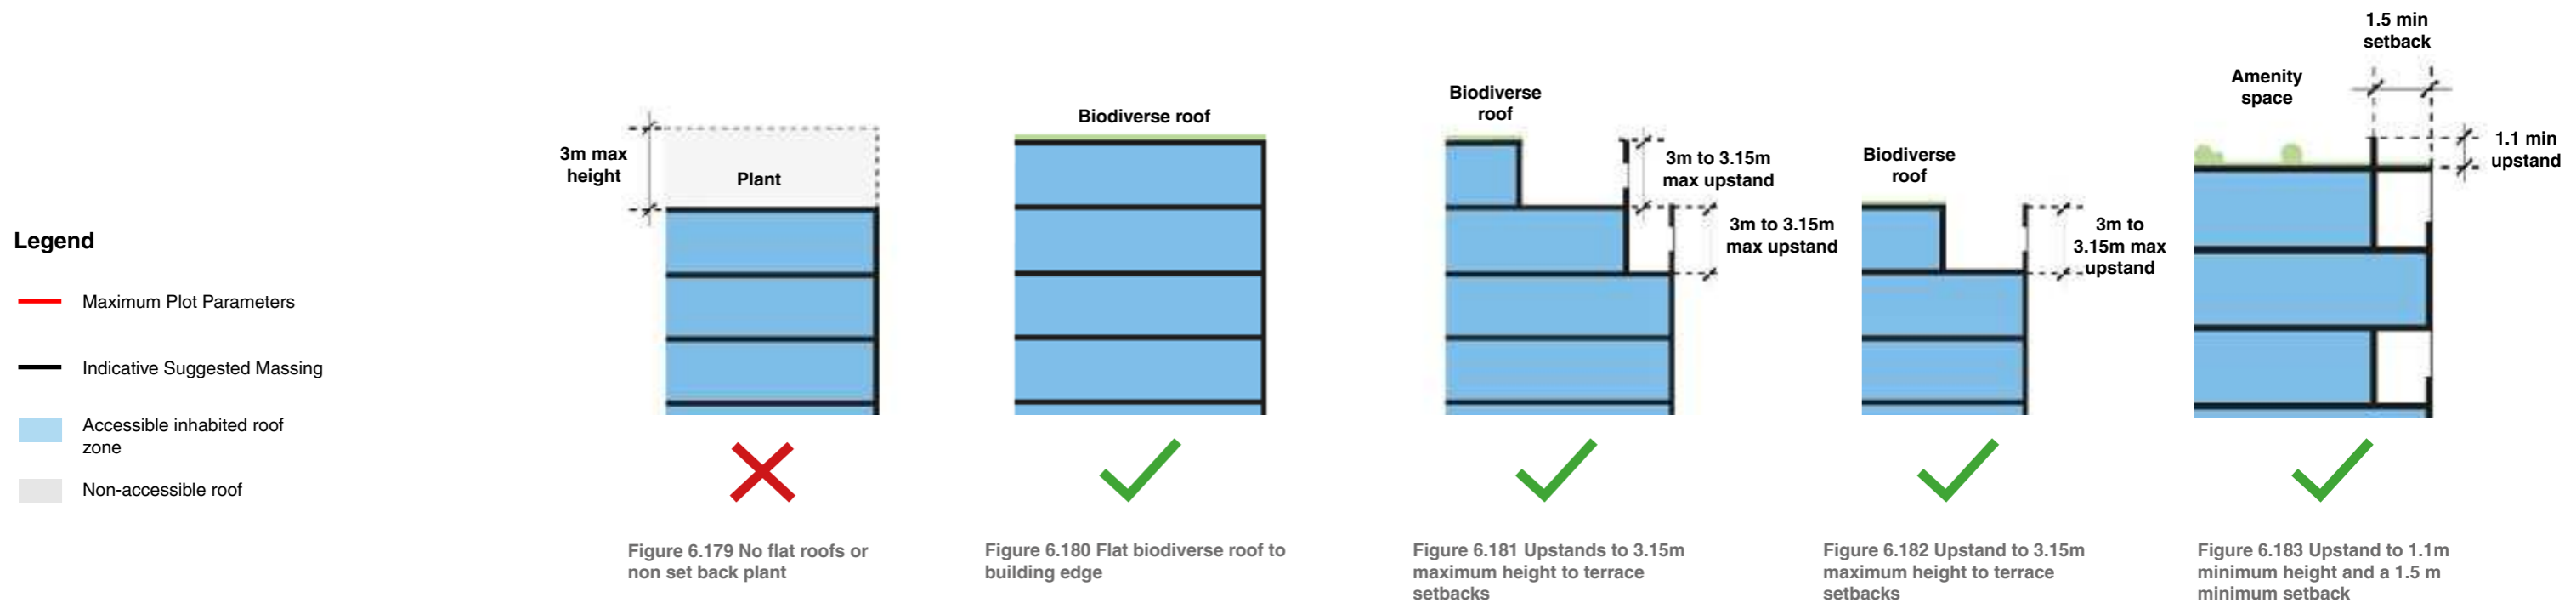 Legend
Maximum Plot Parameters
Indicative Suggested Massing
Accessible inhabited roof
zone
Non-accessible roof
3m max
height
Plant
Figure 6.179 No flat roofs or
non set back plant
Biodiverse roof
Figure 6.180 Flat biodiverse roof to
building edge
Biodiverse
roof
3m to 3.15m
max upstand
3m to 3.15m
max upstand
Figure 6.181 Upstands to 3.15m
maximum height to terrace
setbacks
Biodiverse
roof
3m to
3.15m max
upstand
Figure 6.182 Upstand to 3.15m
maximum height to terrace
setbacks
1.5 min
setback
Amenity
space
1.1 min
upstand
Figure 6.183 Upstand to 1.1m
minimum height and a 1.5 m
minimum setback